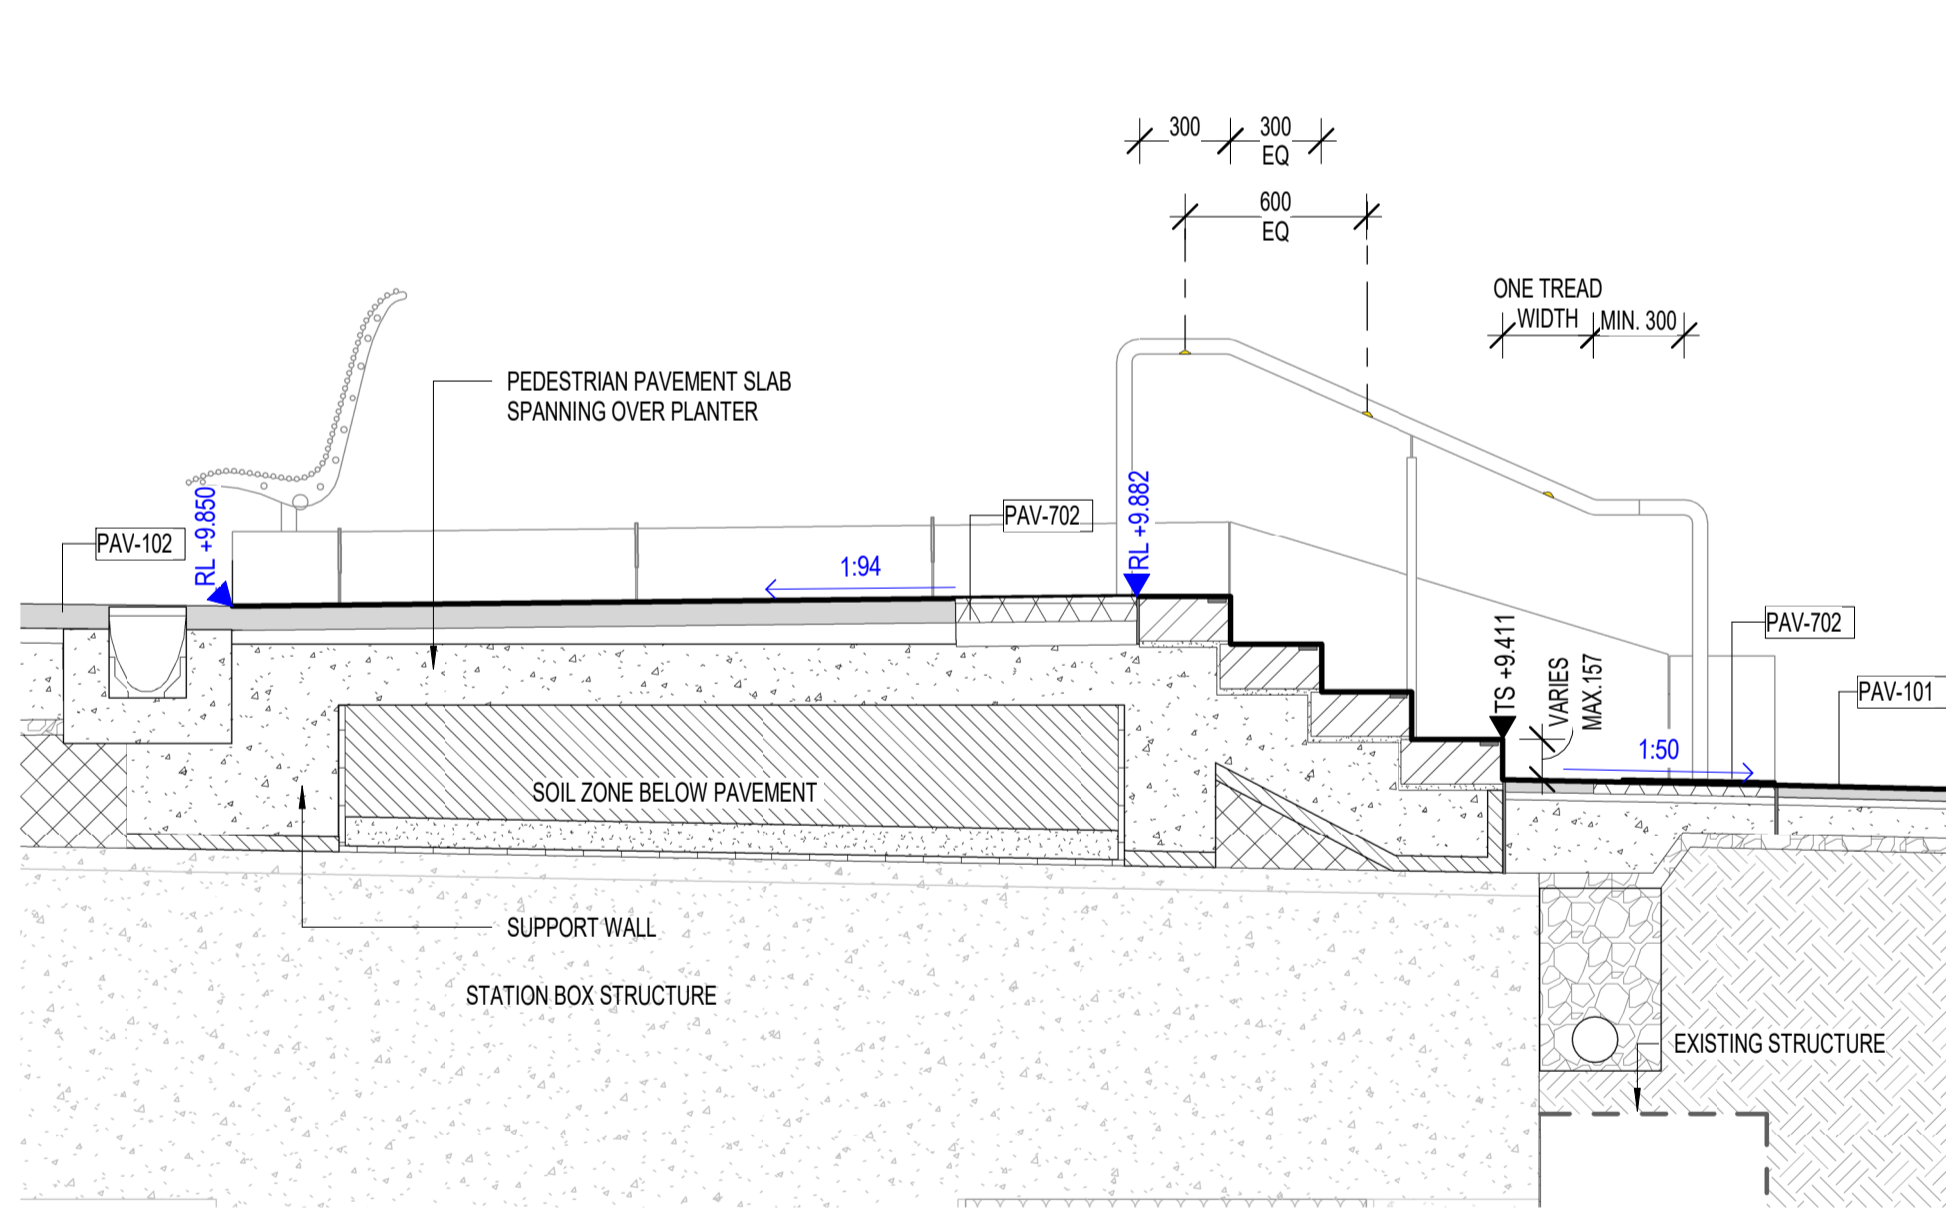 300
300
EQ
600
EQ
ONE TREAD
WIDTH
MIN. 300
PEDESTRIAN PAVEMENT SLAB
SPANNING OVER PLANTER
PAV-102
RL +9.850
1:94
PAV-702
RL +9.882
TS +9.411
VARIES
MAX.157
1:50
PAV-702
PAV-101
SOIL ZONE BELOW PAVEMENT
SUPPORT WALL
STATION BOX STRUCTURE
EXISTING STRUCTURE